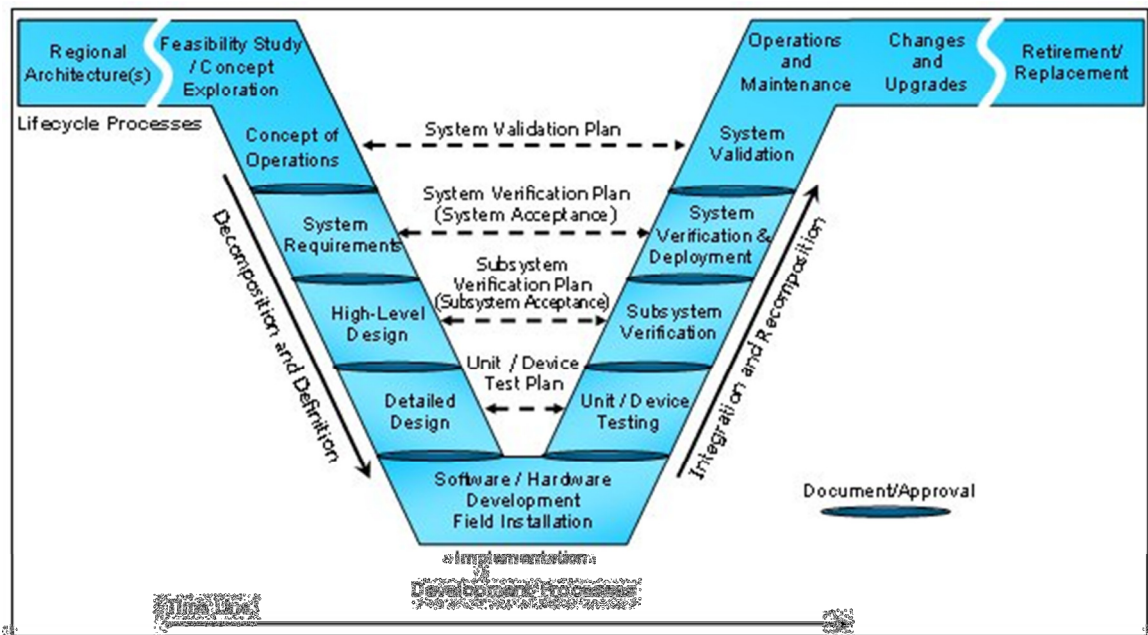 Regional
Architecture(s)
Feasibility Study
/ Concept
Exploration
Operations
and
Maintenance
Changes
and
Upgrades
Retirement/
Replacement
Lifecycle Processes
Concept of
Operations
System Validation Plan
System
Validation
System Verification Plan
(System Acceptance)
System
Requirements
System
Verification &
Deployment
Subsystem
Verification Plan
(Subsystem Acceptance)
High-Level
Design
Subsystem
Verification
Unit / Device
Test Plan
Detailed
Design
Unit / Device
Testing
Decomposition and Definition
Integration and Recomposition
Software / Hardware
Development
Field Installation
Document/Approval
Implementation
Development Processes
Time Line